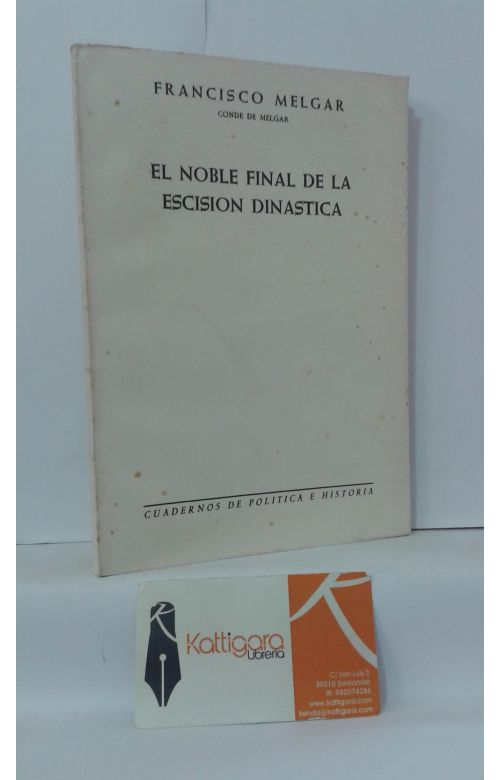 FRANCISCO MELGAR
CONDE DE MELGAR
EL NOBLE FINAL DE LA
ESCISION DINASTICA
CUADERNOS DE POLITICA E HISTORIA
Kattigara
Librería
C/ San Luis 5
39010 Santander
tlf: 942074286
www.kattigara.com
tienda@kattigara.com